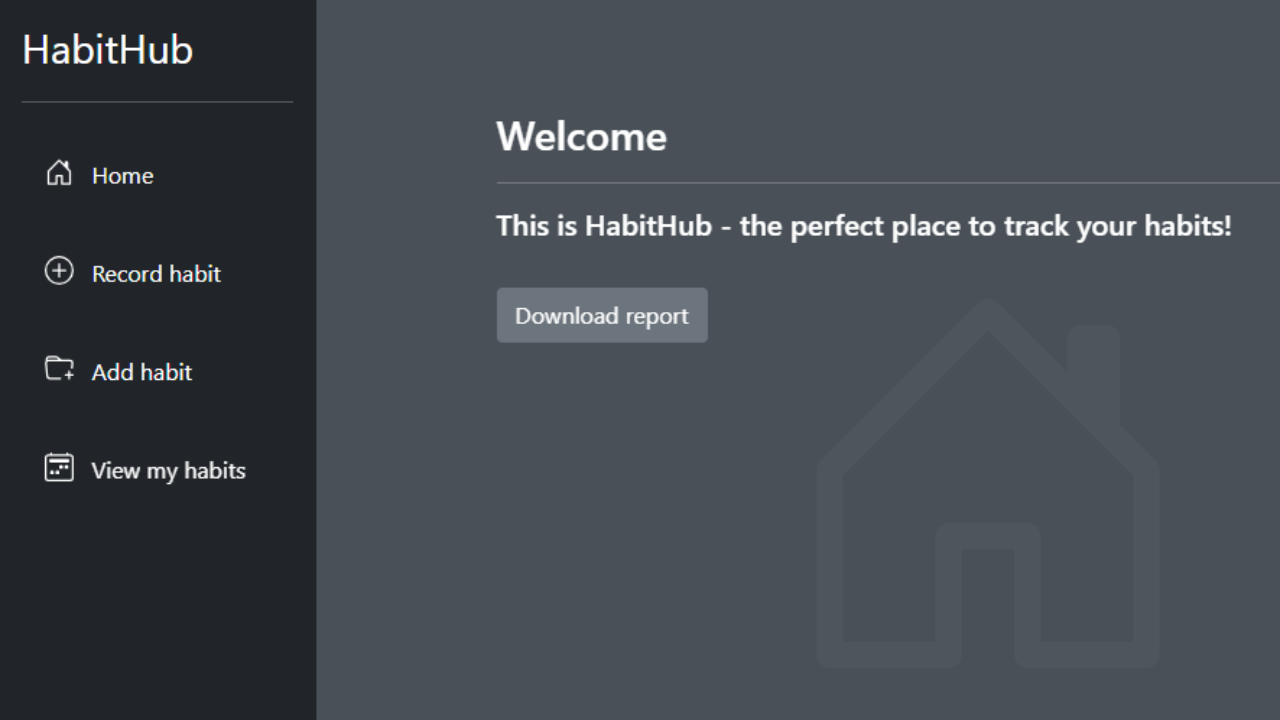 HabitHub
Home
Record habit
Add habit
View my habits
Welcome
This is HabitHub - the perfect place to track your habits!
Download report